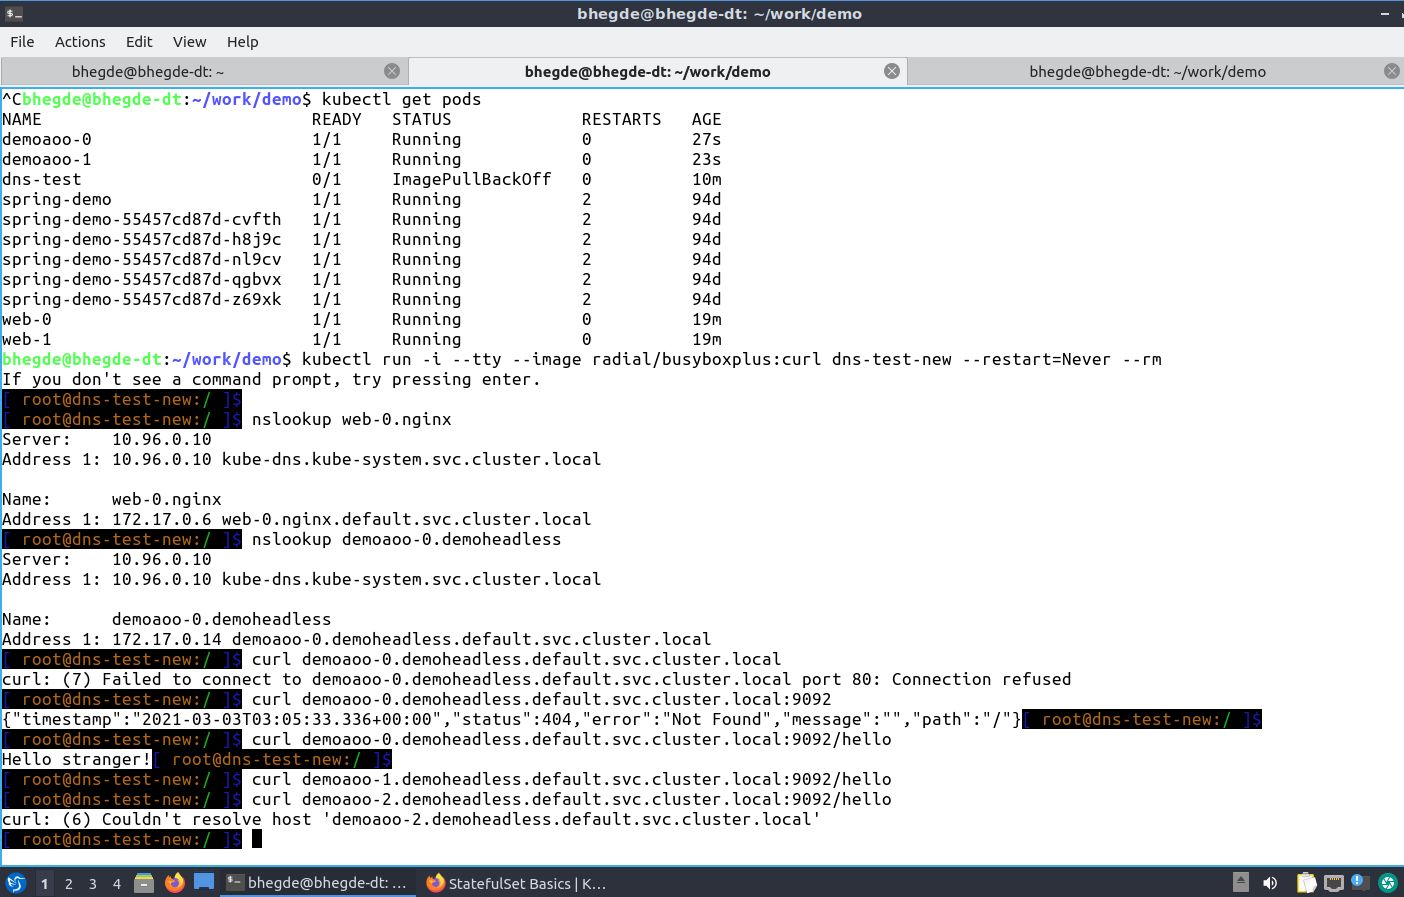 bhegde@bhegde-dt: ~/work/demo
File Actions Edit View Help
bhegde@bhegde-dt: ~ bhegde@bhegde-dt: ~/work/demo bhegde@bhegde-dt: ~/work/demo
^Cbhegde@bhegde-dt:~/work/demo$ kubectl get pods
NAME READY STATUS RESTARTS AGE
demoaoo-0 1/1 Running 0 27s
demoaoo-1 1/1 Running 0 23s
dns-test 0/1 ImagePullBackOff 0 10m
spring-demo 1/1 Running 2 94d
spring-demo-55457cd87d-cvfth 1/1 Running 2 94d
spring-demo-55457cd87d-h8j9c 1/1 Running 2 94d
spring-demo-55457cd87d-nl9cv 1/1 Running 2 94d
spring-demo-55457cd87d-qgbvx 1/1 Running 2 94d
spring-demo-55457cd87d-z69xk 1/1 Running 2 94d
web-0 1/1 Running 0 19m
web-1 1/1 Running 0 19m
bhegde@bhegde-dt:~/work/demo$ kubectl run -i --tty --image radial/busyboxplus:curl dns-test-new --restart=Never --rm
If you don't see a command prompt, try pressing enter.
[ root@dns-test-new:/ ]$
[ root@dns-test-new:/ ]$ nslookup web-0.nginx
Server: 10.96.0.10
Address 1: 10.96.0.10 kube-dns.kube-system.svc.cluster.local
Name: web-0.nginx
Address 1: 172.17.0.6 web-0.nginx.default.svc.cluster.local
[ root@dns-test-new:/ ]$ nslookup demoaoo-0.demoheadless
Server: 10.96.0.10
Address 1: 10.96.0.10 kube-dns.kube-system.svc.cluster.local
Name: demoaoo-0.demoheadless
Address 1: 172.17.0.14 demoaoo-0.demoheadless.default.svc.cluster.local
[ root@dns-test-new:/ ]$ curl demoaoo-0.demoheadless.default.svc.cluster.local
curl: (7) Failed to connect to demoaoo-0.demoheadless.default.svc.cluster.local port 80: Connection refused
[ root@dns-test-new:/ ]$ curl demoaoo-0.demoheadless.default.svc.cluster.local:9092
{"timestamp":"2021-03-03T03:05:33.336+00:00","status":404,"error":"Not Found","message":"","path":"/"}[ root@dns-test-new:/ ]$
[ root@dns-test-new:/ ]$ curl demoaoo-0.demoheadless.default.svc.cluster.local:9092/hello
Hello stranger![ root@dns-test-new:/ ]$
[ root@dns-test-new:/ ]$ curl demoaoo-1.demoheadless.default.svc.cluster.local:9092/hello
[ root@dns-test-new:/ ]$ curl demoaoo-2.demoheadless.default.svc.cluster.local:9092/hello
curl: (6) Couldn't resolve host 'demoaoo-2.demoheadless.default.svc.cluster.local'
[ root@dns-test-new:/ ]$
1 2 3 4 bhegde@bhegde-dt: ... StatefulSet Basics | K...